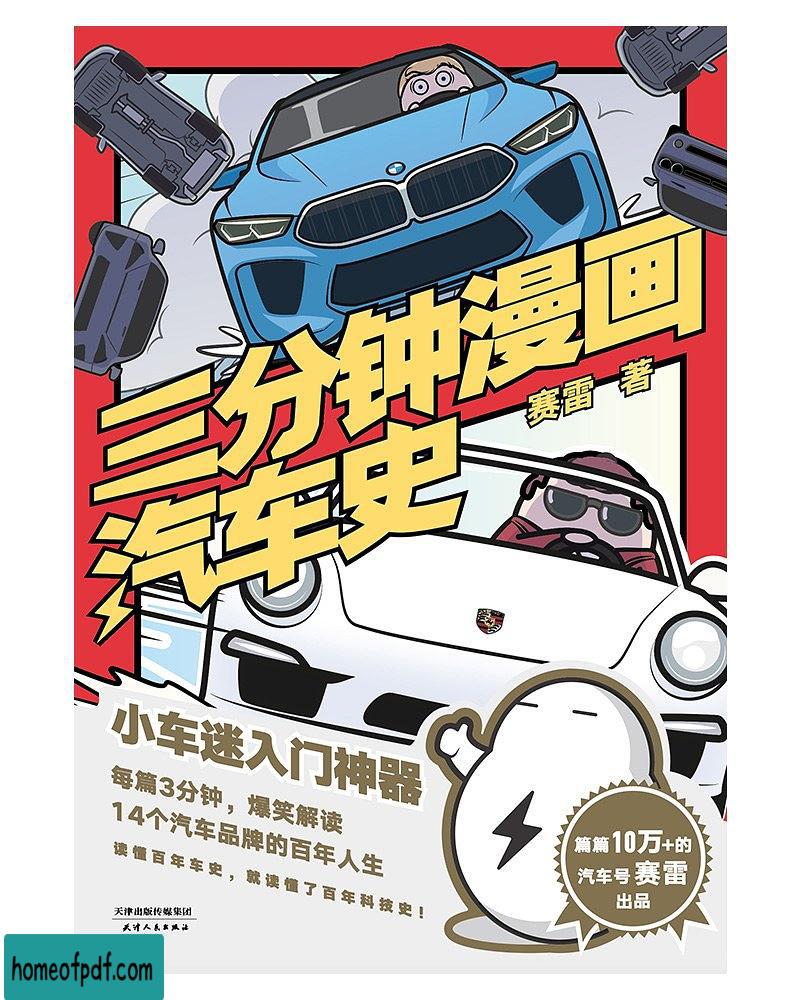 三分钟漫画
汽车史
赛雷 著
小车迷入门神器
每篇3分钟，爆笑解读
14个汽车品牌的百年人生
读懂百年车史，就读懂了百年科技史！
篇篇10万+的
汽车号 赛雷
出品
天津出版传媒集团
天津人民出版社
homeofpdf.com